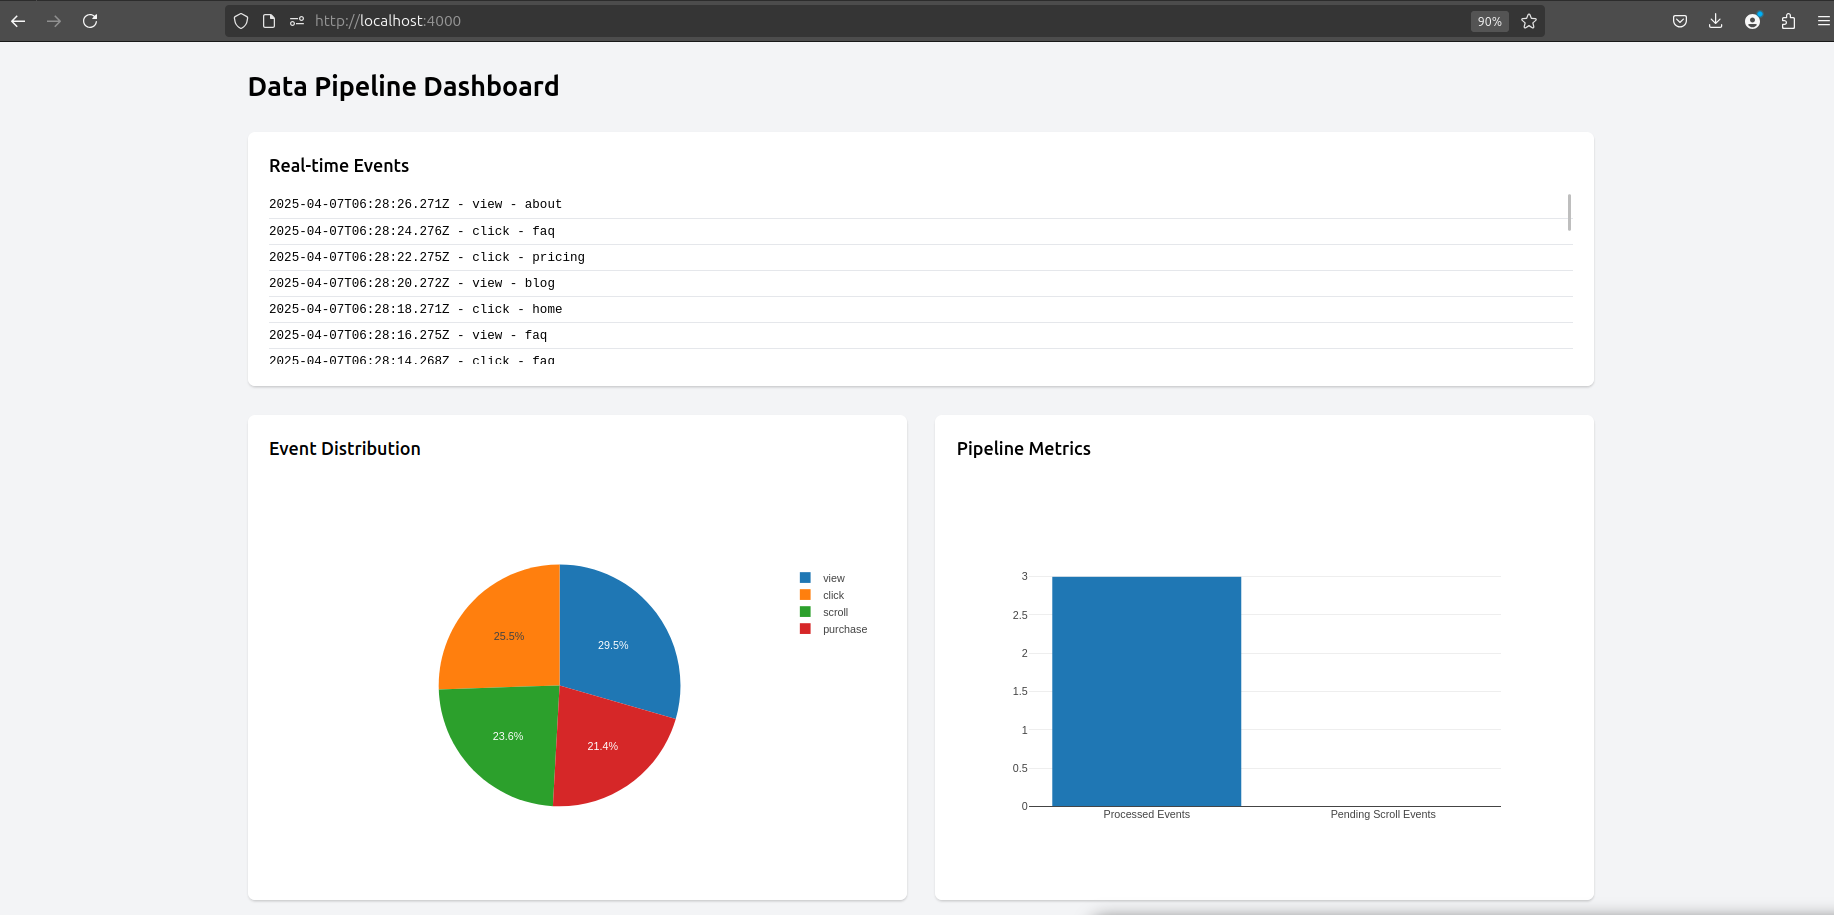 http://localhost:4000
90%
Data Pipeline Dashboard
Real-time Events
2025-04-07T06:28:26.271Z - view - about
2025-04-07T06:28:24.276Z - click - faq
2025-04-07T06:28:22.275Z - click - pricing
2025-04-07T06:28:20.272Z - view - blog
2025-04-07T06:28:18.271Z - click - home
2025-04-07T06:28:16.275Z - view - faq
2025-04-07T06:28:14.268Z - click - faq
Event Distribution
view
click
scroll
purchase
25.5%
29.5%
23.6%
21.4%
Pipeline Metrics
3
2.5
2
1.5
1
0.5
0
Processed Events
Pending Scroll Events